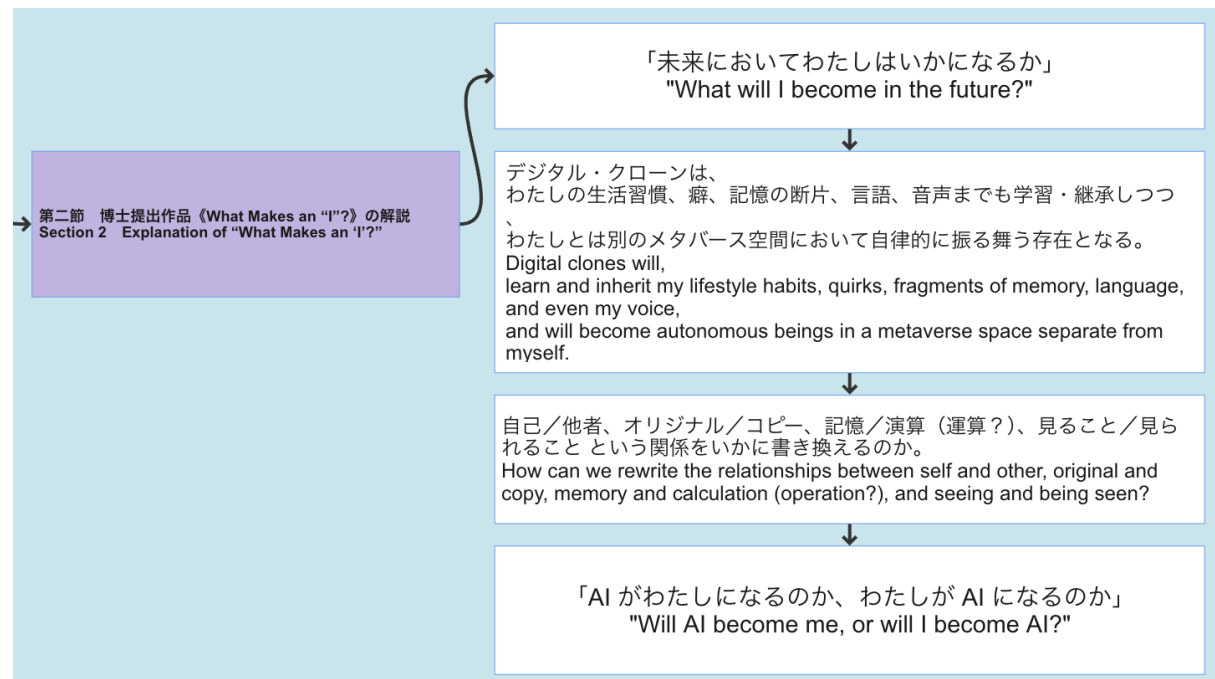 第二節　博士提出作品《What Makes an “I”?》の解説
Section 2　Explanation of “What Makes an ‘I’?”
「未来においてわたしはいかになるか」
"What will I become in the future?"
デジタル・クローンは、
わたしの生活習慣、癖、記憶の断片、言語、音声までも学習・継承しつつ
、
わたしとは別のメタバース空間において自律的に振る舞う存在となる。
Digital clones will,
learn and inherit my lifestyle habits, quirks, fragments of memory, language,
and even my voice,
and will become autonomous beings in a metaverse space separate from
myself.
自己／他者、オリジナル／コピー、記憶／演算（運算？）、見ること／見ら
れること という関係をいかに書き換えるのか。
How can we rewrite the relationships between self and other, original and
copy, memory and calculation (operation?), and seeing and being seen?
「AI がわたしになるのか、わたしが AI になるのか」
"Will AI become me, or will I become AI?"